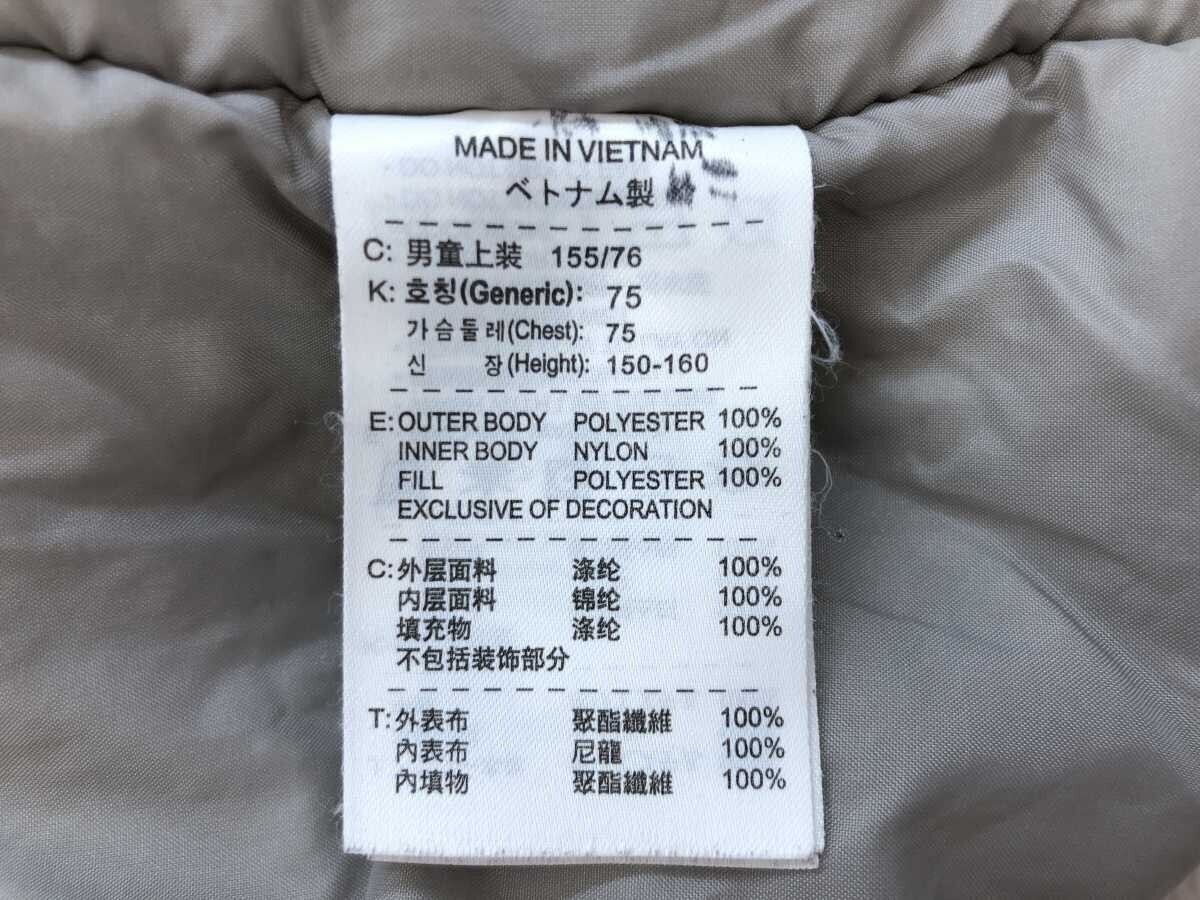 MADE IN VIETNAM
ベトナム製
C: 男童上装 155/76
K: 호칭(Generic): 75
가슴둘레(Chest): 75
신 장(Height): 150-160
E: OUTER BODY POLYESTER 100%
INNER BODY NYLON 100%
FILL POLYESTER 100%
EXCLUSIVE OF DECORATION
C: 外层面料 涤纶 100%
内层面料 锦纶 100%
填充物 涤纶 100%
不包括装饰部分
T: 外表布 聚酯纖維 100%
內表布 尼龍 100%
內填物 聚酯纖維 100%